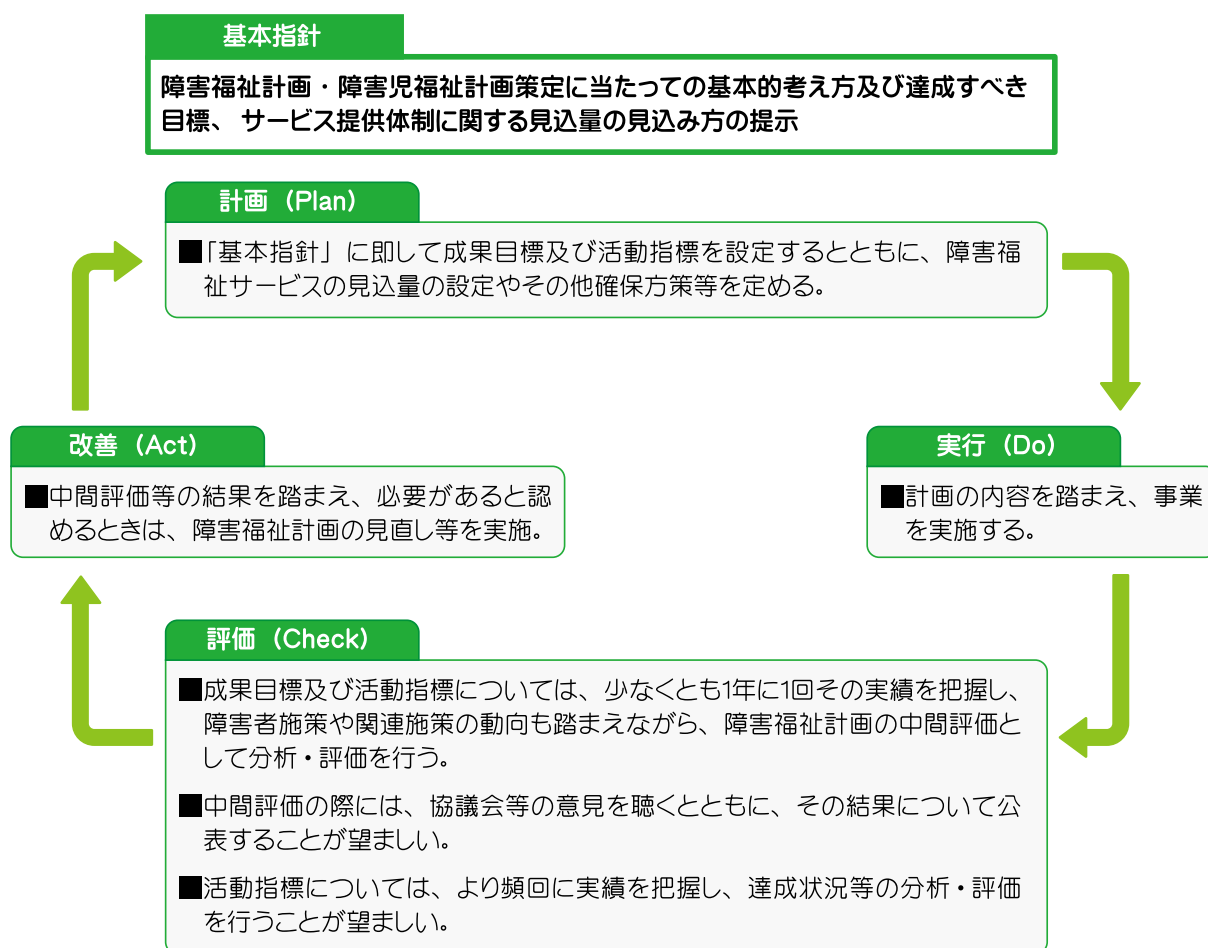 基本指針
障害福祉計画・障害児福祉計画策定に当たっての基本的考え方及び達成すべき
目標、サービス提供体制に関する見込量の見込み方の提示
計画（Plan）
■「基本指針」に即して成果目標及び活動指標を設定するとともに、障害福
祉サービスの見込量の設定やその他確保方策等を定める。
改善（Act）
■中間評価等の結果を踏まえ、必要があると認
めるときは、障害福祉計画の見直し等を実施。
実行（Do）
■計画の内容を踏まえ、事業
を実施する。
評価（Check）
■成果目標及び活動指標については、少なくとも1年に1回その実績を把握し、
障害者施策や関連施策の動向も踏まえながら、障害福祉計画の中間評価と
して分析・評価を行う。
■中間評価の際には、協議会等の意見を聴くとともに、その結果について公
表することが望ましい。
■活動指標については、より頻回に実績を把握し、達成状況等の分析・評価
を行うことが望ましい。